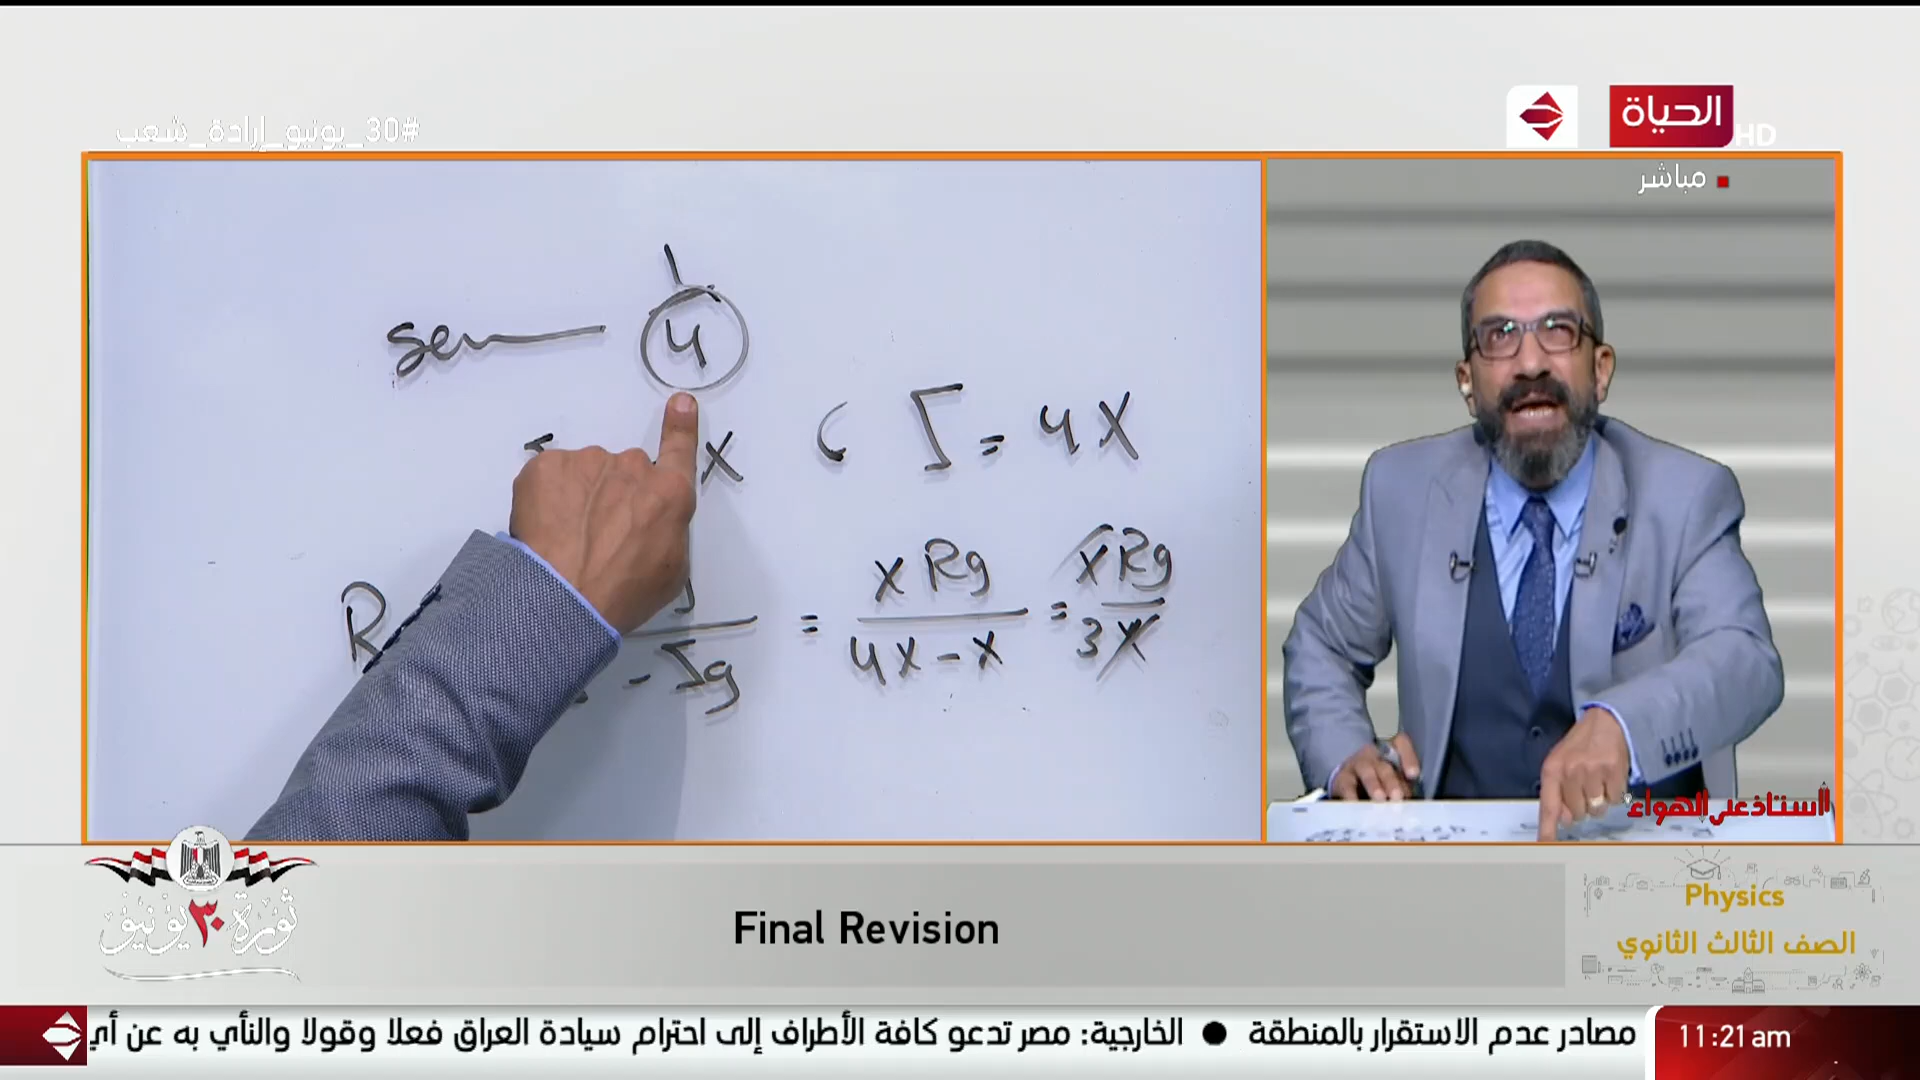 #30_يونيو_إرادة_شعب
الحياة
HD
مباشر
1
sen 4
x , I = 4X
R
- Ig = x Rg / 4x - x = x Rg / 3x
أستاذ على الهواء
ثورة ٣٠ يونيو
Final Revision
Physics
الصف الثالث الثانوي
مصادر عدم الاستقرار بالمنطقة ● الخارجية: مصر تدعو كافة الأطراف إلى احترام سيادة العراق فعلا وقولا والنأي به عن أي
11:21 am